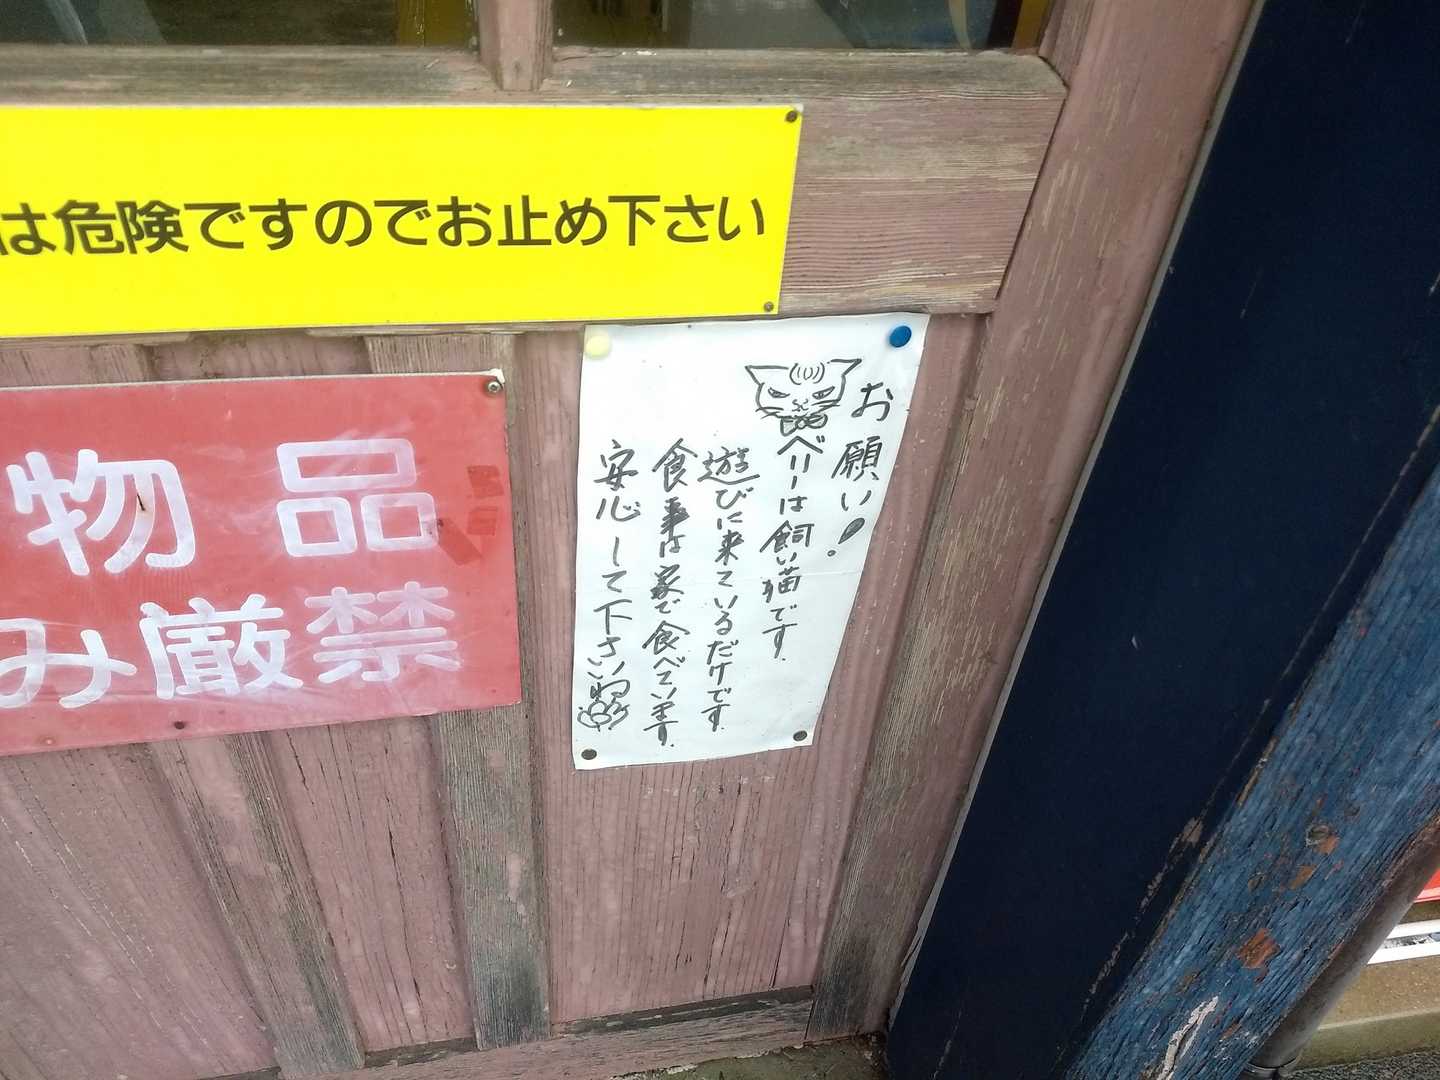 は危険ですのでお止め下さい
物品
み厳禁
お願い!
ベリーは飼い猫です.
遊びに来ているだけです
食事は家で食べています.
安心して下さいね